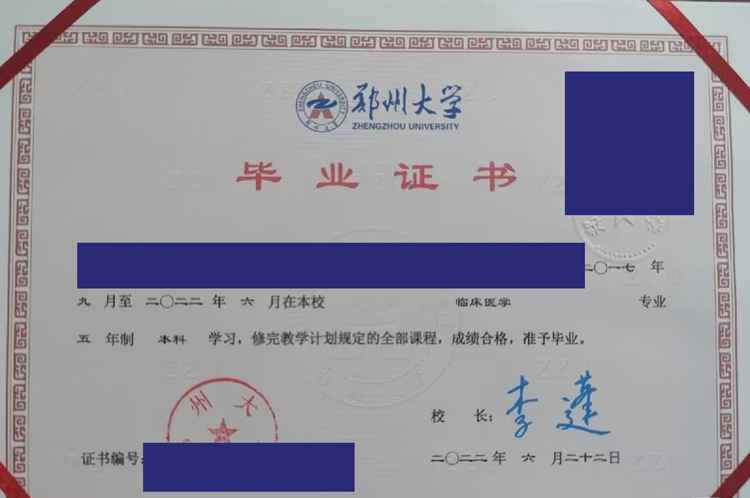 郑州大学
ZHENGZHOU UNIVERSITY
毕业证书
二〇一七 年
九 月至 二〇二二 年 六 月在本校 临床医学 专业
五 年制 本科 学习，修完教学计划规定的全部课程，成绩合格，准予毕业。
州大
校 长：李蓬
证书编号：
二〇二二 年 六 月二十二日